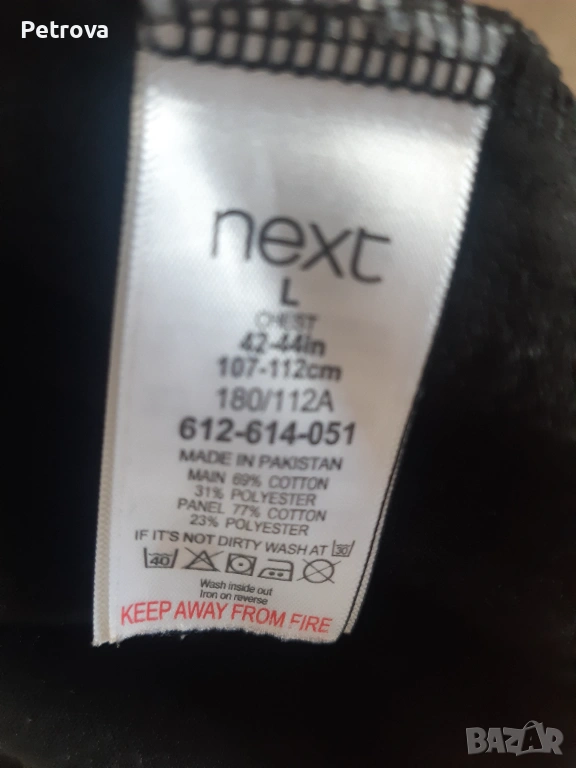 Petrova
next
L
CHEST
42-44in
107-112cm
180/112A
612-614-051
MADE IN PAKISTAN
MAIN 69% COTTON
31% POLYESTER
PANEL 77% COTTON
23% POLYESTER
IF IT'S NOT DIRTY WASH AT 30
40
Wash inside out
Iron on reverse
KEEP AWAY FROM FIRE
BAZAR